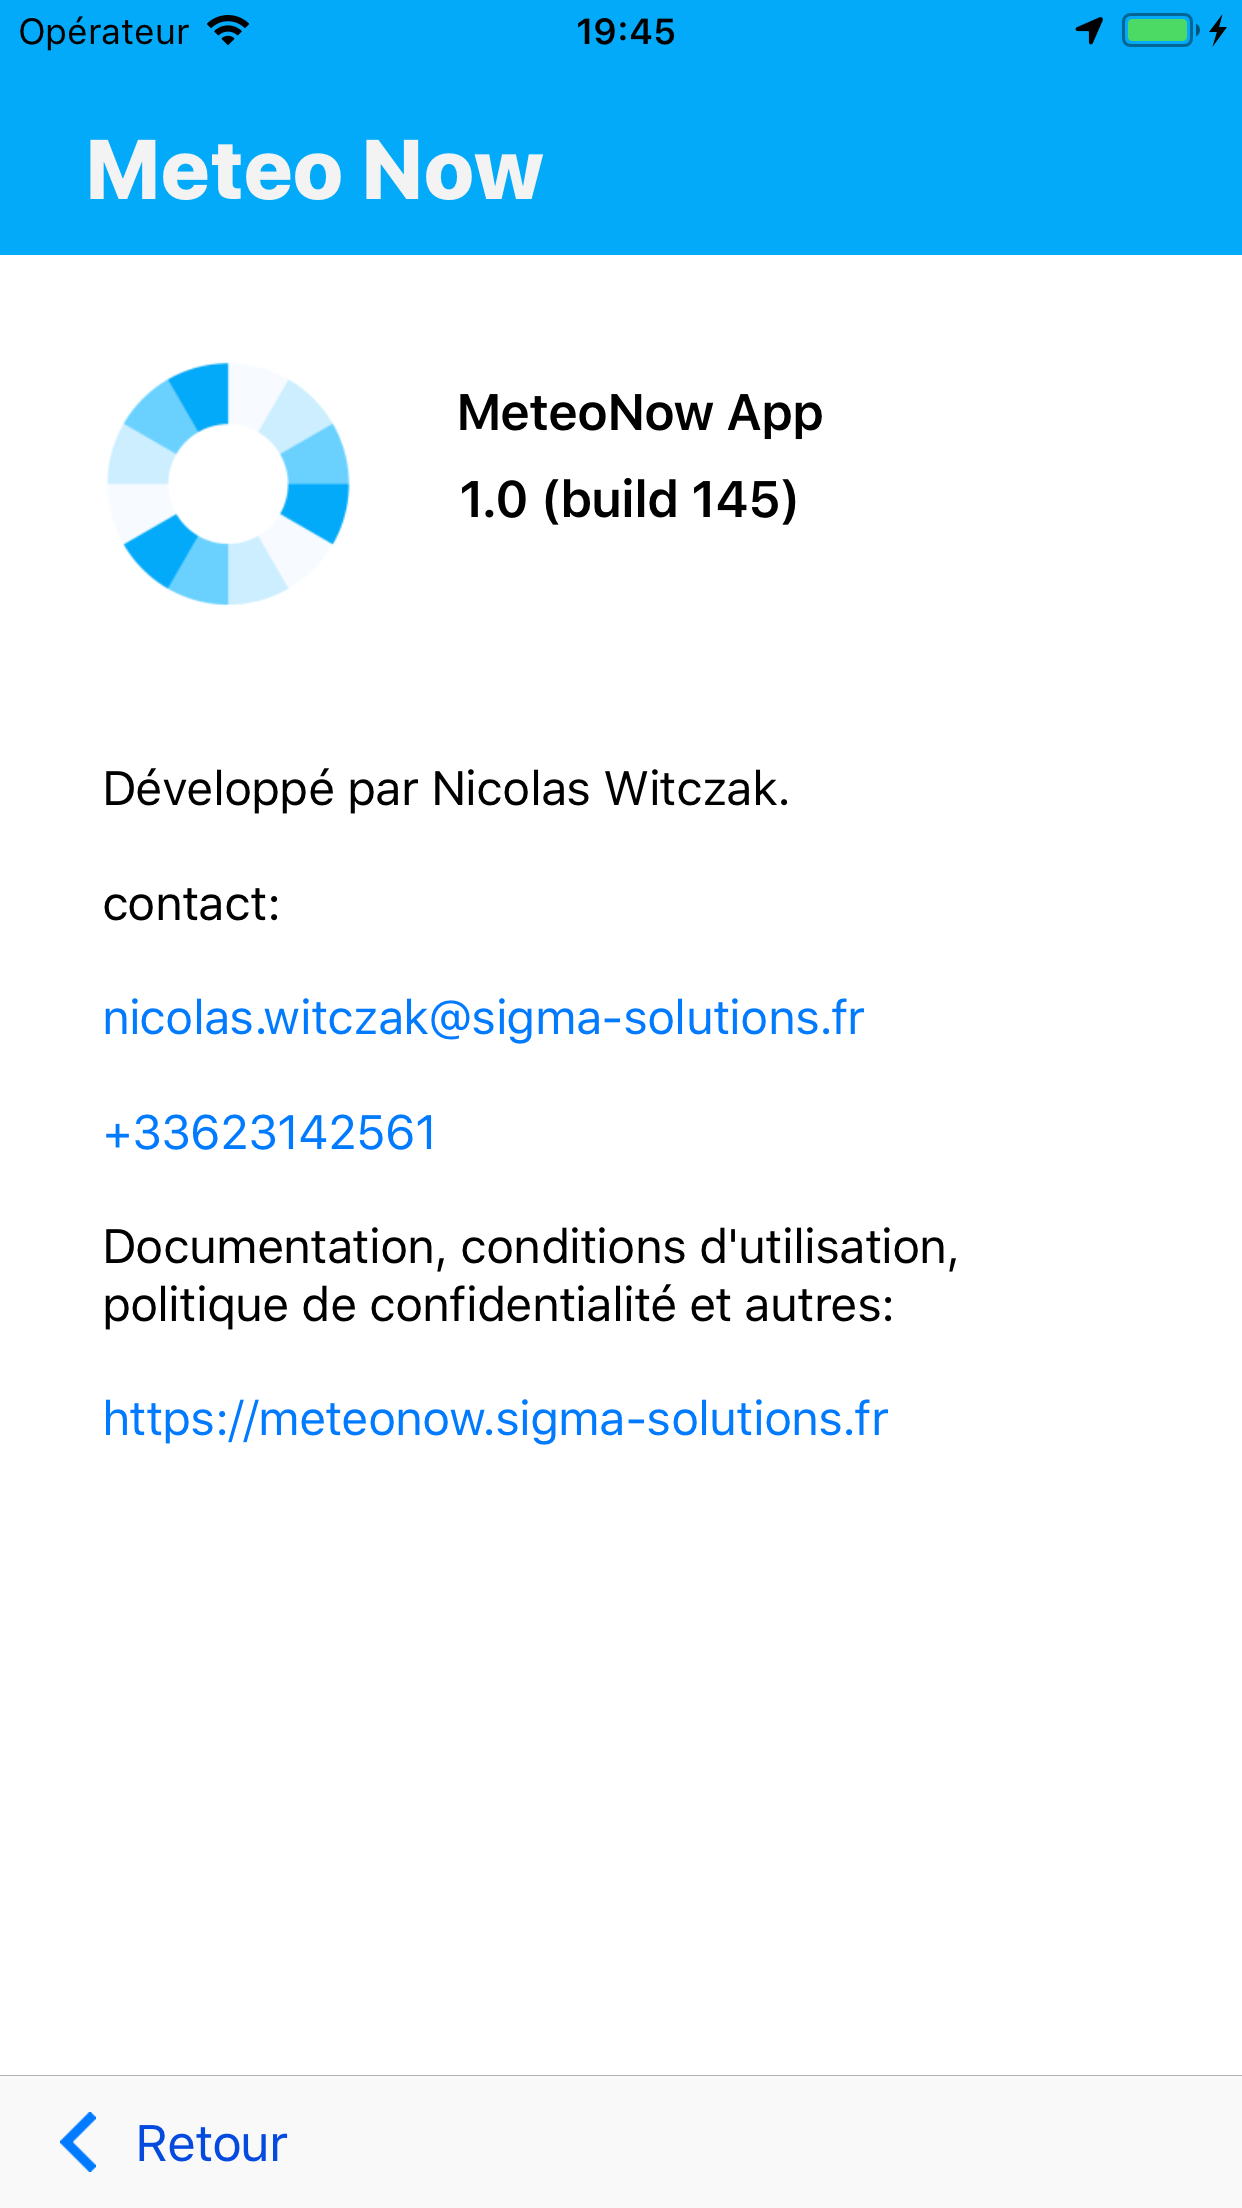 Opérateur 19:45
Meteo Now
MeteoNow App
1.0 (build 145)
Développé par Nicolas Witczak.
contact:
nicolas.witczak@sigma-solutions.fr
+33623142561
Documentation, conditions d'utilisation,
politique de confidentialité et autres:
https://meteonow.sigma-solutions.fr
Retour